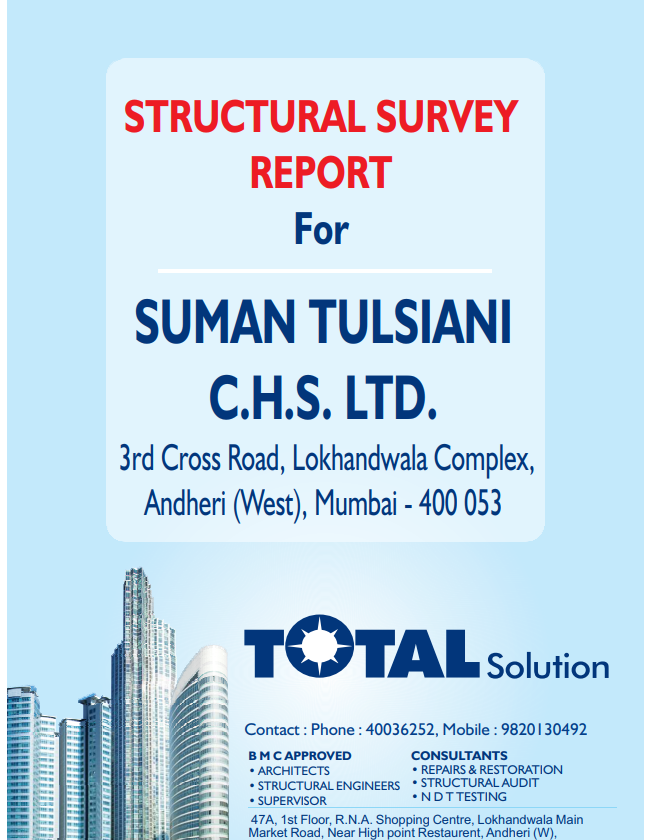 STRUCTURAL SURVEY
REPORT
For
SUMAN TULSIANI
C.H.S. LTD.
3rd Cross Road, Lokhandwala Complex,
Andheri (West), Mumbai - 400 053
TOTAL Solution
Contact : Phone : 40036252, Mobile : 9820130492
B M C APPROVED
• ARCHITECTS
• STRUCTURAL ENGINEERS
• SUPERVISOR
CONSULTANTS
• REPAIRS & RESTORATION
• STRUCTURAL AUDIT
• N D T TESTING
47A, 1st Floor, R.N.A. Shopping Centre, Lokhandwala Main
Market Road, Near High point Restaurent, Andheri (W),